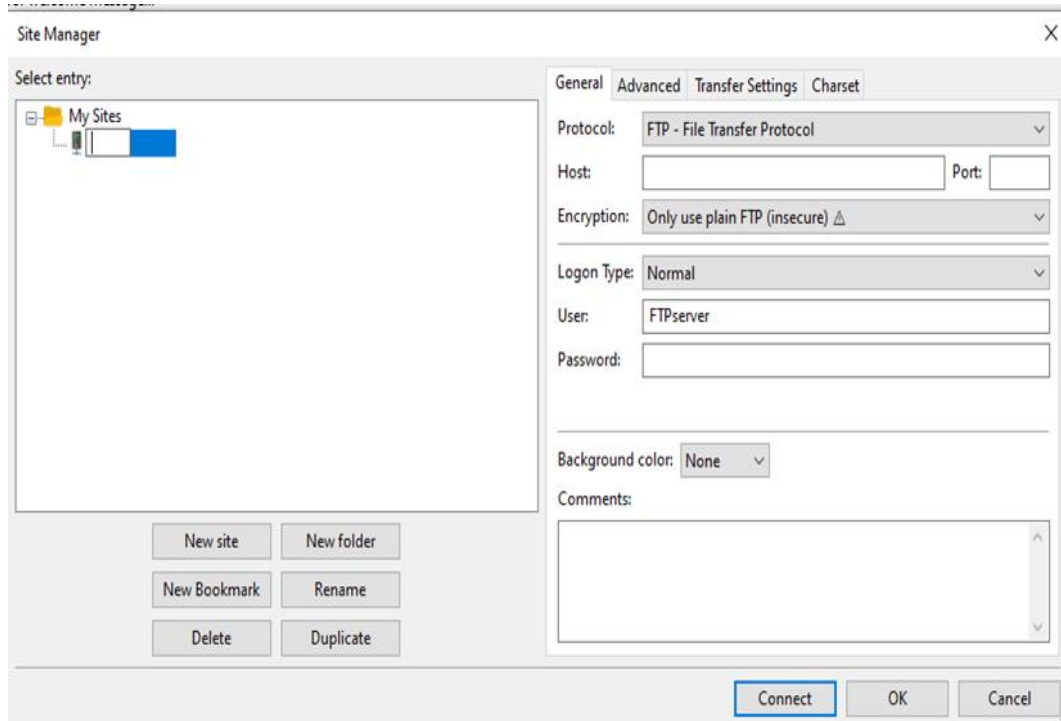 Site Manager
Select entry:
My Sites
New site New folder
New Bookmark Rename
Delete Duplicate
General Advanced Transfer Settings Charset
Protocol: FTP - File Transfer Protocol
Host: Port:
Encryption: Only use plain FTP (insecure) ⚠
Logon Type: Normal
User: FTPserver
Password:
Background color: None
Comments:
Connect OK Cancel